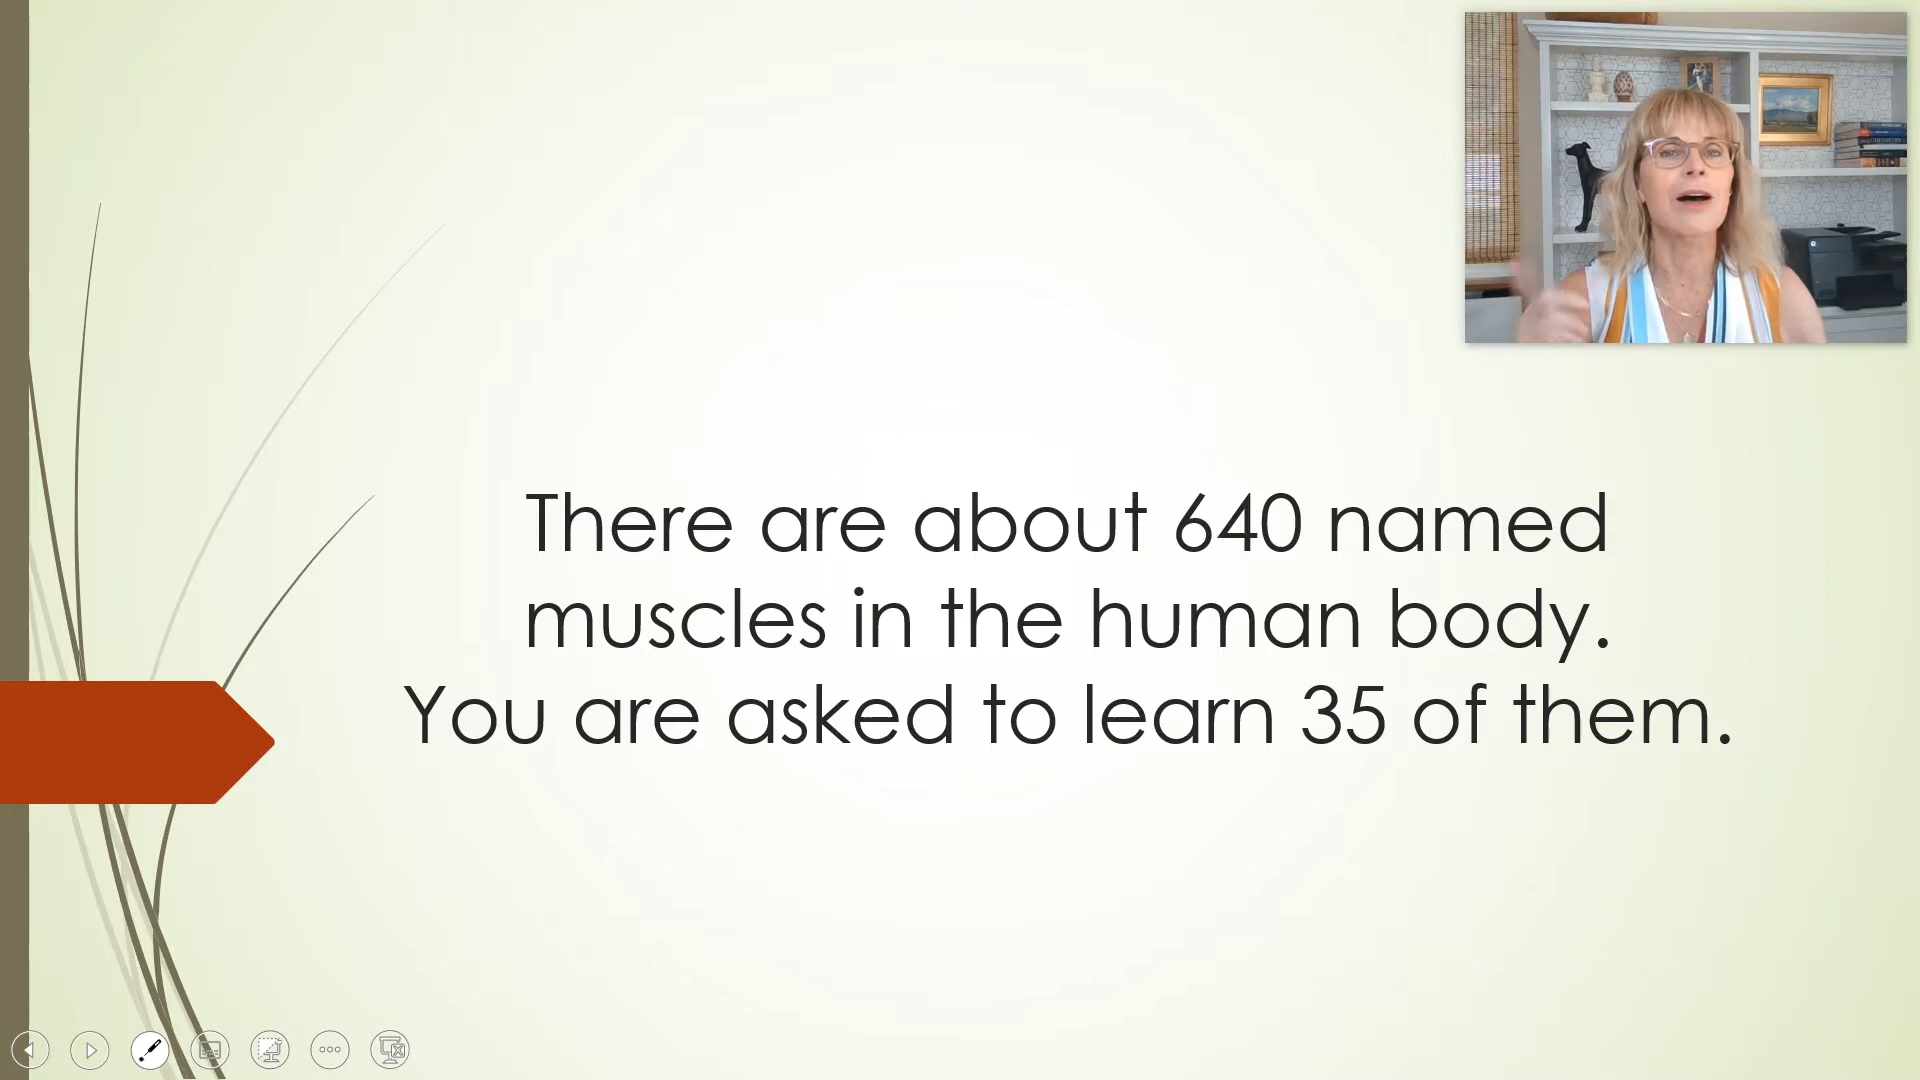 There are about 640 named
muscles in the human body.
You are asked to learn 35 of them.